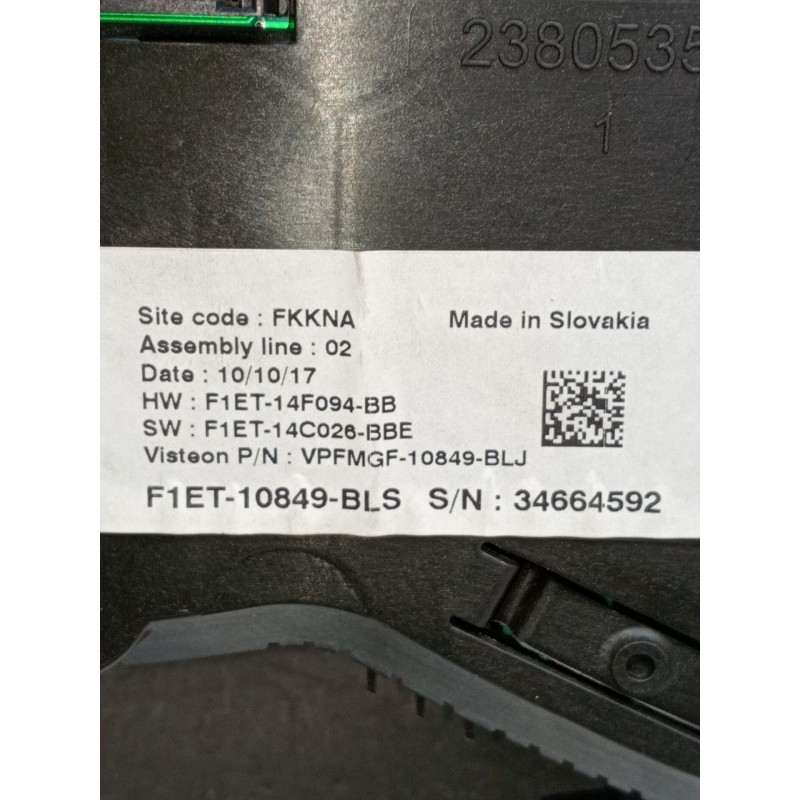 2380535
1
Site code : FKKNA Made in Slovakia
Assembly line : 02
Date : 10/10/17
HW : F1ET-14F094-BB
SW : F1ET-14C026-BBE
Visteon P/N : VPFMGF-10849-BLJ
F1ET-10849-BLS S/N : 34664592